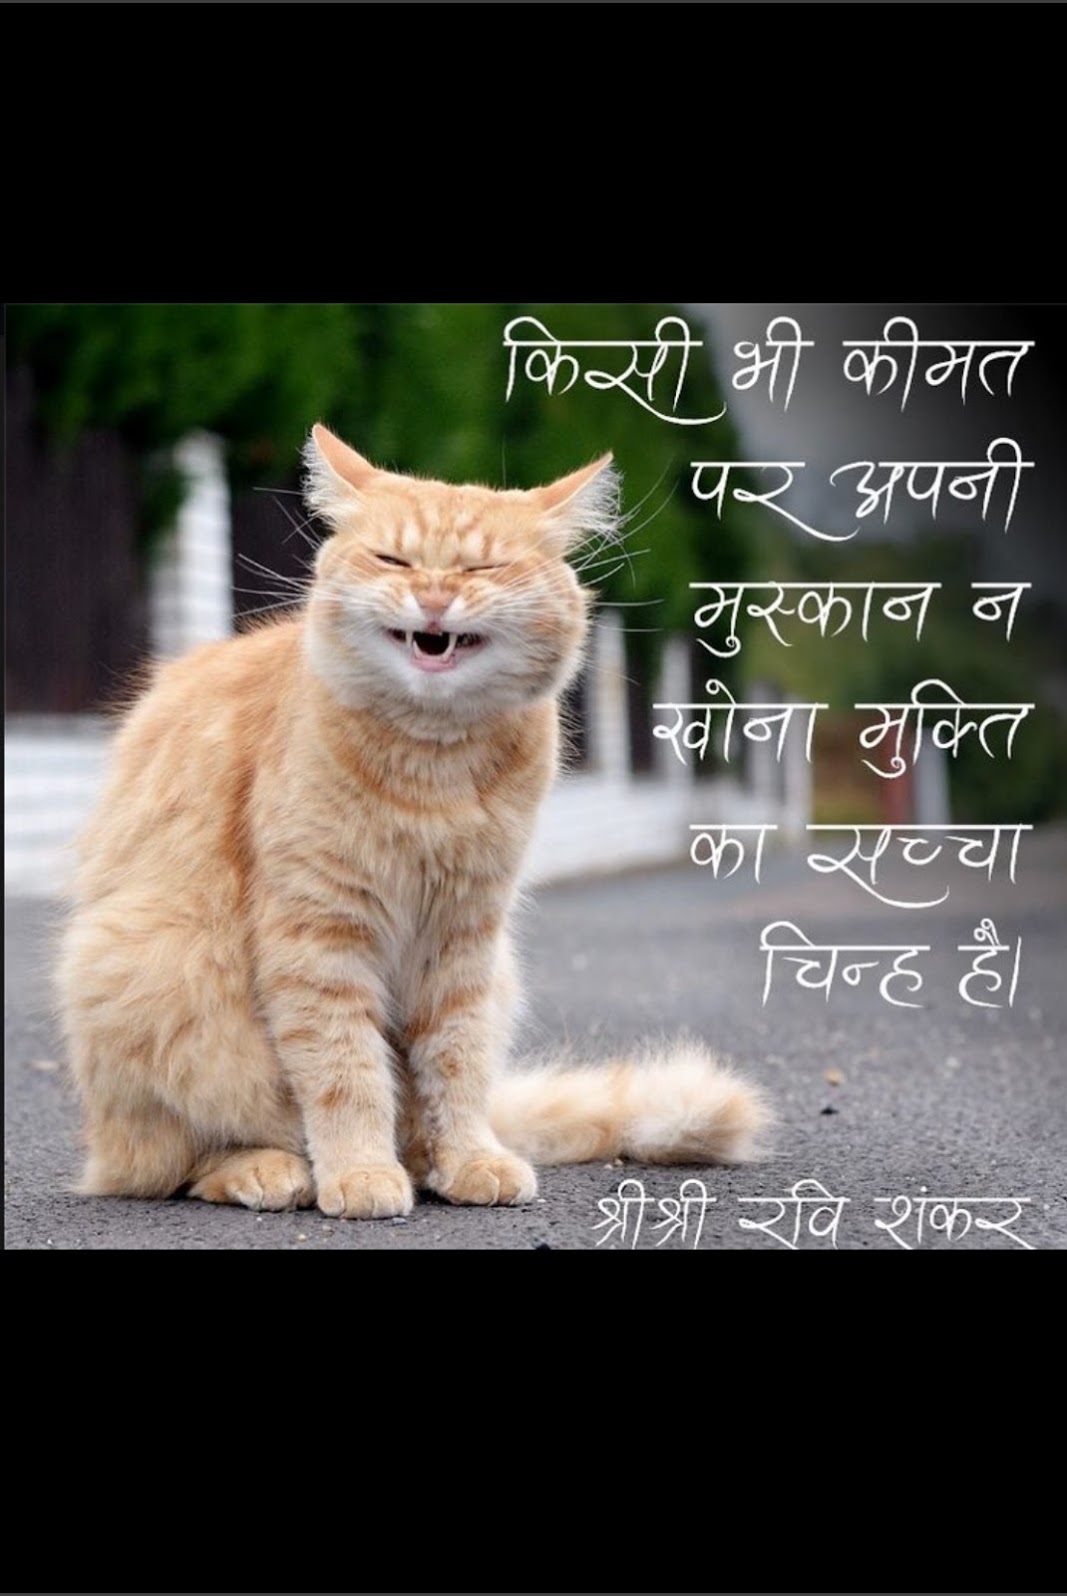 किसी भी कीमत
पर अपनी
मुस्कान न
खोना मुक्ति
का सच्चा
चिन्ह है।
श्रीश्री रवि शंकर